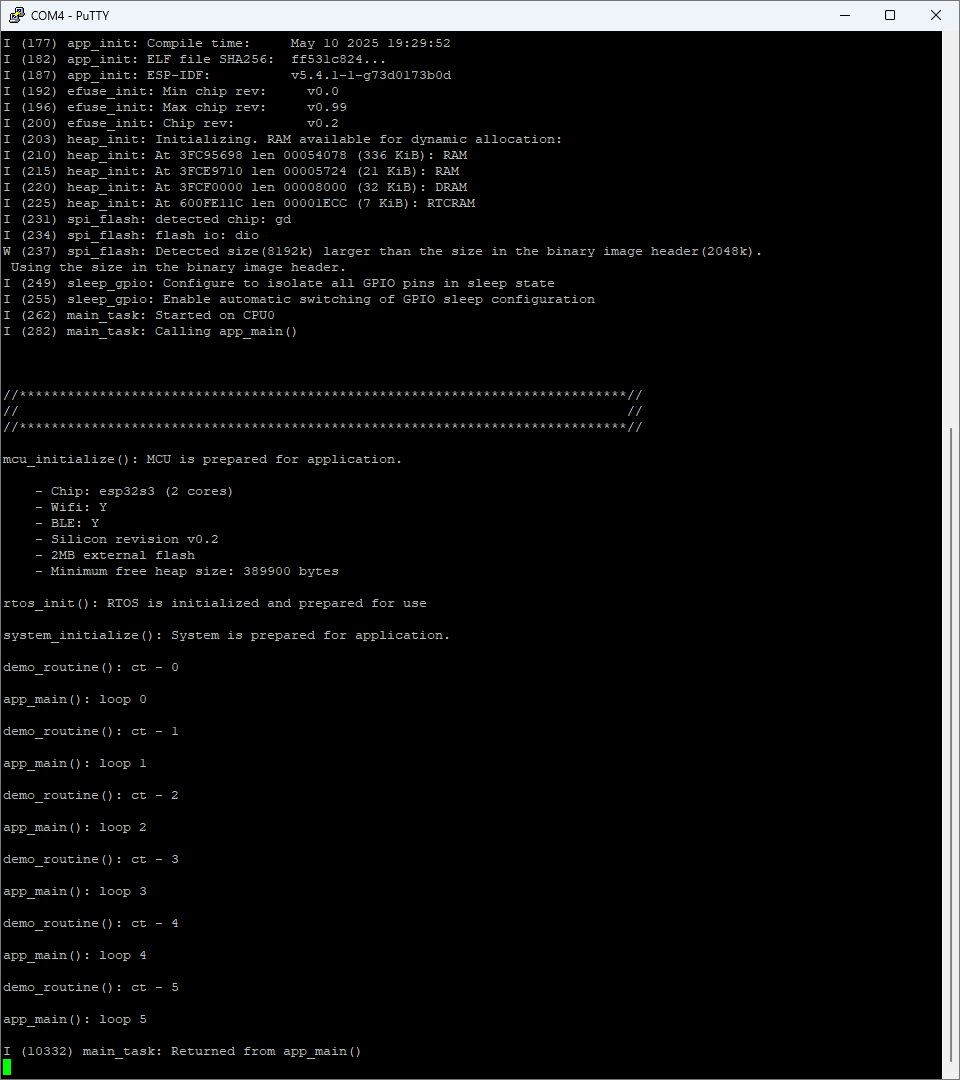 COM4 - PuTTY
I (177) app_init: Compile time:     May 10 2025 19:29:52
I (182) app_init: ELF file SHA256:  ff531c824...
I (187) app_init: ESP-IDF:          v5.4.1-1-g73d0173b0d
I (192) efuse_init: Min chip rev:     v0.0
I (196) efuse_init: Max chip rev:     v0.99
I (200) efuse_init: Chip rev:         v0.2
I (203) heap_init: Initializing. RAM available for dynamic allocation:
I (210) heap_init: At 3FC95698 len 00054078 (336 KiB): RAM
I (215) heap_init: At 3FCE9710 len 00005724 (21 KiB): RAM
I (220) heap_init: At 3FCF0000 len 00008000 (32 KiB): DRAM
I (225) heap_init: At 600FE11C len 00001ECC (7 KiB): RTCRAM
I (231) spi_flash: detected chip: gd
I (234) spi_flash: flash io: dio
W (237) spi_flash: Detected size(8192k) larger than the size in the binary image header(2048k).
 Using the size in the binary image header.
I (249) sleep_gpio: Configure to isolate all GPIO pins in sleep state
I (255) sleep_gpio: Enable automatic switching of GPIO sleep configuration
I (262) main_task: Started on CPU0
I (282) main_task: Calling app_main()
//****************************************************************************//
//                                                                            //
//****************************************************************************//
mcu_initialize(): MCU is prepared for application.
    - Chip: esp32s3 (2 cores)
    - Wifi: Y
    - BLE: Y
    - Silicon revision v0.2
    - 2MB external flash
    - Minimum free heap size: 389900 bytes
rtos_init(): RTOS is initialized and prepared for use
system_initialize(): System is prepared for application.
demo_routine(): ct - 0
app_main(): loop 0
demo_routine(): ct - 1
app_main(): loop 1
demo_routine(): ct - 2
app_main(): loop 2
demo_routine(): ct - 3
app_main(): loop 3
demo_routine(): ct - 4
app_main(): loop 4
demo_routine(): ct - 5
app_main(): loop 5
I (10332) main_task: Returned from app_main()